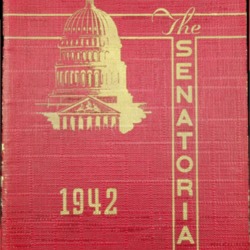 The
SENATORIA
1942